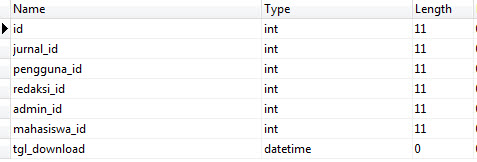 Name Type Length
id int 11
jurnal_id int 11
pengguna_id int 11
redaksi_id int 11
admin_id int 11
mahasiswa_id int 11
tgl_download datetime 0